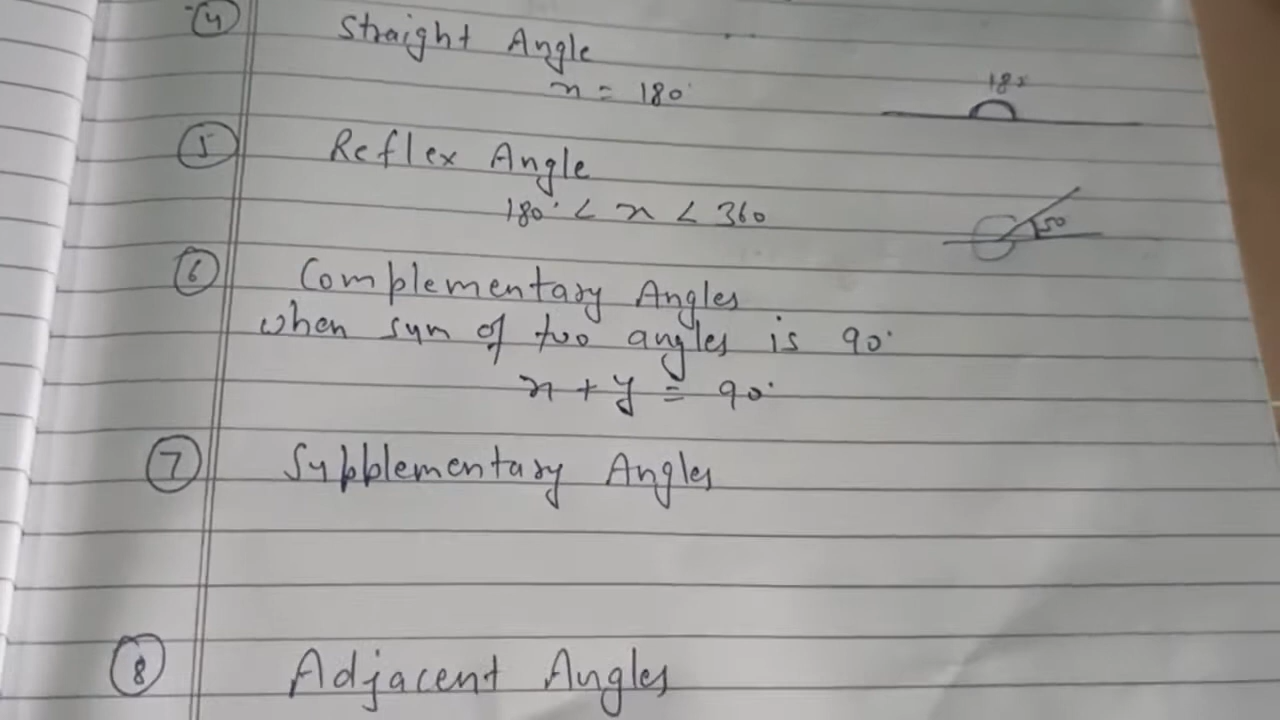 4 Straight Angle
x = 180°
180
5 Reflex Angle
180° < x < 360
50
6 Complementary Angles
when sum of two angles is 90°
x + y = 90°
7 Supplementary Angles
8 Adjacent Angles